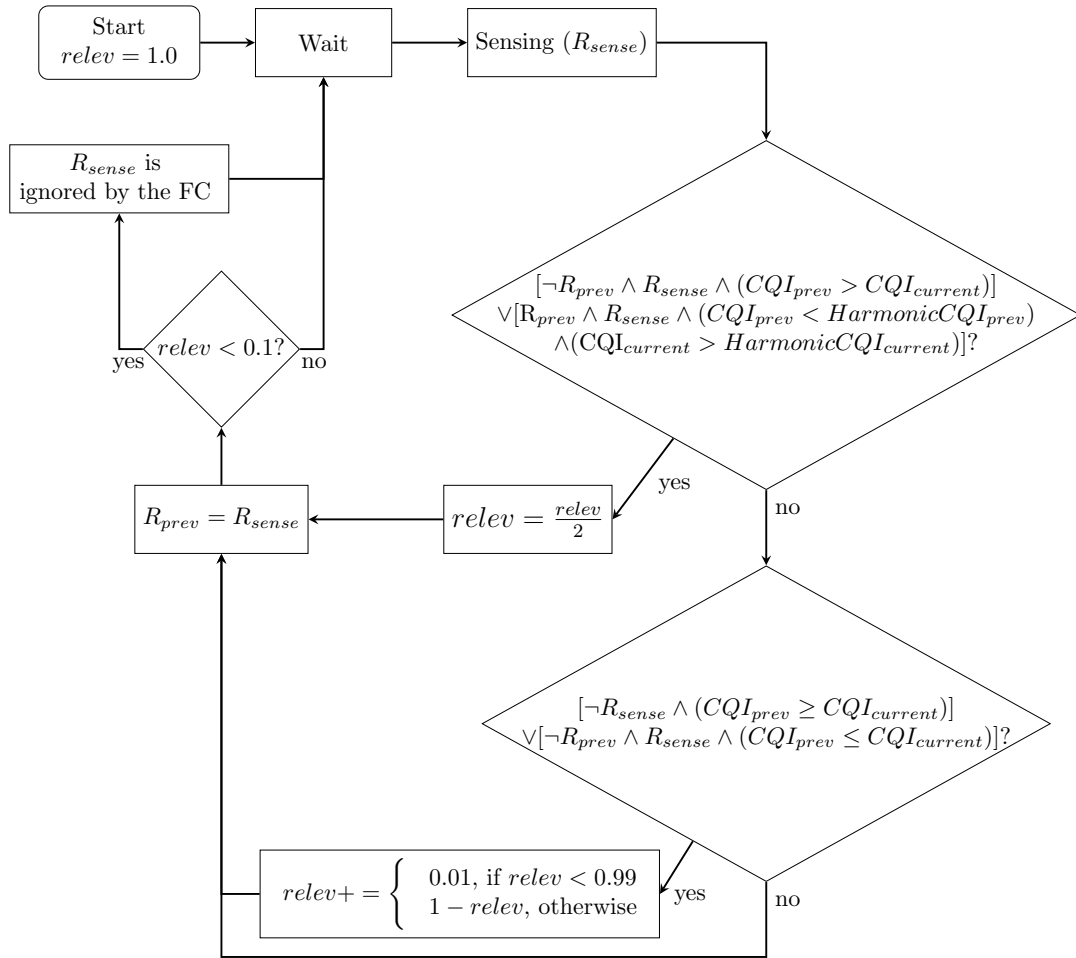 Start
relev = 1.0
Wait
Sensing (R_sense)
R_sense is
ignored by the FC
[¬R_prev ∧ R_sense ∧ (CQI_prev > CQI_current)]
∨[R_prev ∧ R_sense ∧ (CQI_prev < HarmonicCQI_prev)
∧(CQI_current > HarmonicCQI_current)]?
yes
relev < 0.1?
no
yes
no
R_prev = R_sense
relev = relev/2
[¬R_sense ∧ (CQI_prev ≥ CQI_current)]
∨[¬R_prev ∧ R_sense ∧ (CQI_prev ≤ CQI_current)]?
relev+ = { 0.01, if relev < 0.99
1 − relev, otherwise
yes
no